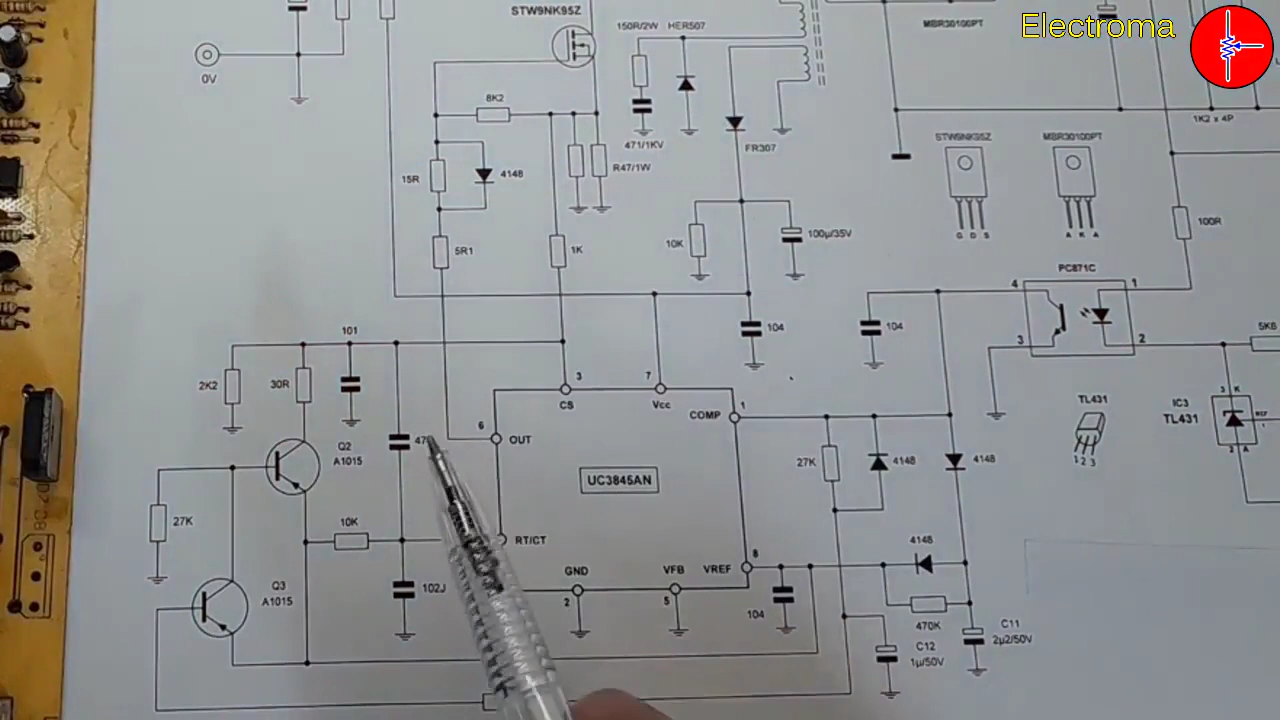 Electroma
STW9NK95Z
150R/2W
HER507
MBR30100PT
0V
8K2
471/1KV
FR307
1K2 x 4P
STW9NK95Z
MBR30100PT
R47/1W
15R
4148
G D S
A K A
10K
100µ/35V
100R
5R1
1K
PC871C
4
1
3
2
104
104
5K6
101
2K2
30R
3
CS
7
Vcc
COMP
1
TL431
1 2 3
IC3
TL431
3 K
REF
2 A
6
OUT
Q2
A1015
27K
4148
4148
UC3845AN
27K
10K
RT/CT
4148
GND
2
VFB
5
VREF
8
Q3
A1015
102J
104
470K
C11
2µ2/50V
C12
1µ/50V